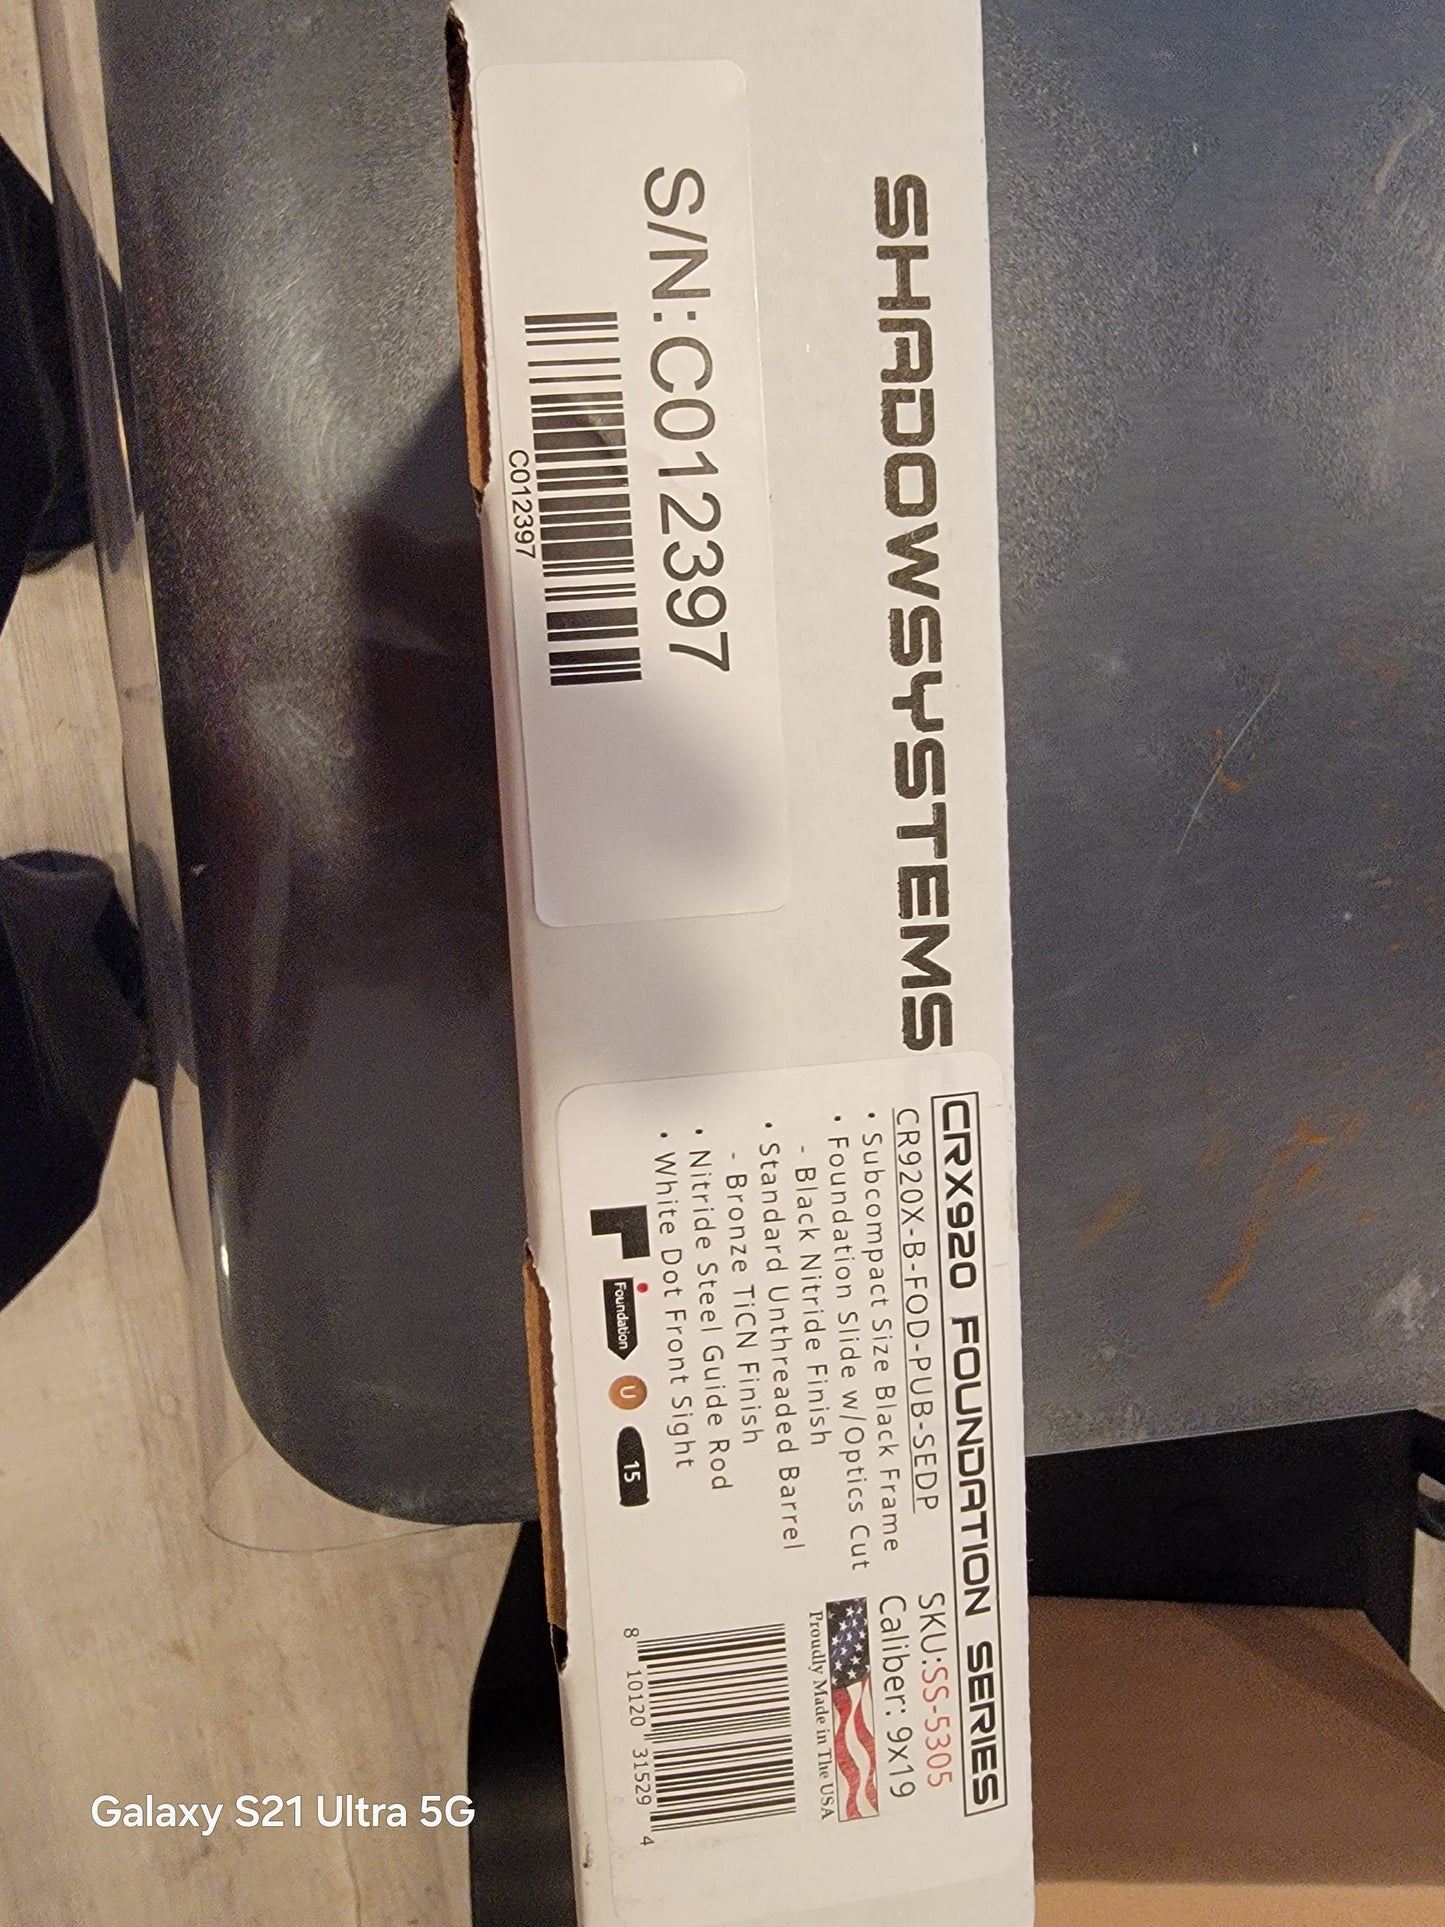 SHADOWSYSTEMS
S/N:C012397
C012397
CRX920 FOUNDATION SERIES
CR920X-B-FOD-PUB-SEDP
• Subcompact Size Black Frame
• Foundation Slide w/Optics Cut
- Black Nitride Finish
• Standard Unthreaded Barrel
- Bronze TiCN Finish
• Nitride Steel Guide Rod
• White Dot Front Sight
Foundation
U
15
SKU:SS-5305
Caliber: 9x19
Proudly Made in The USA
8 10120 31529 4
Galaxy S21 Ultra 5G